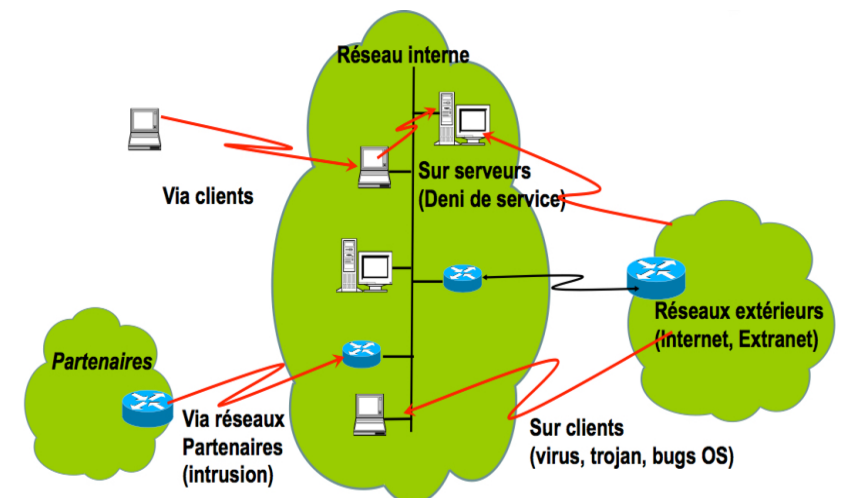 Réseau interne
Sur serveurs
(Deni de service)
Via clients
Réseaux extérieurs
(Internet, Extranet)
Partenaires
Via réseaux
Partenaires
(intrusion)
Sur clients
(virus, trojan, bugs OS)